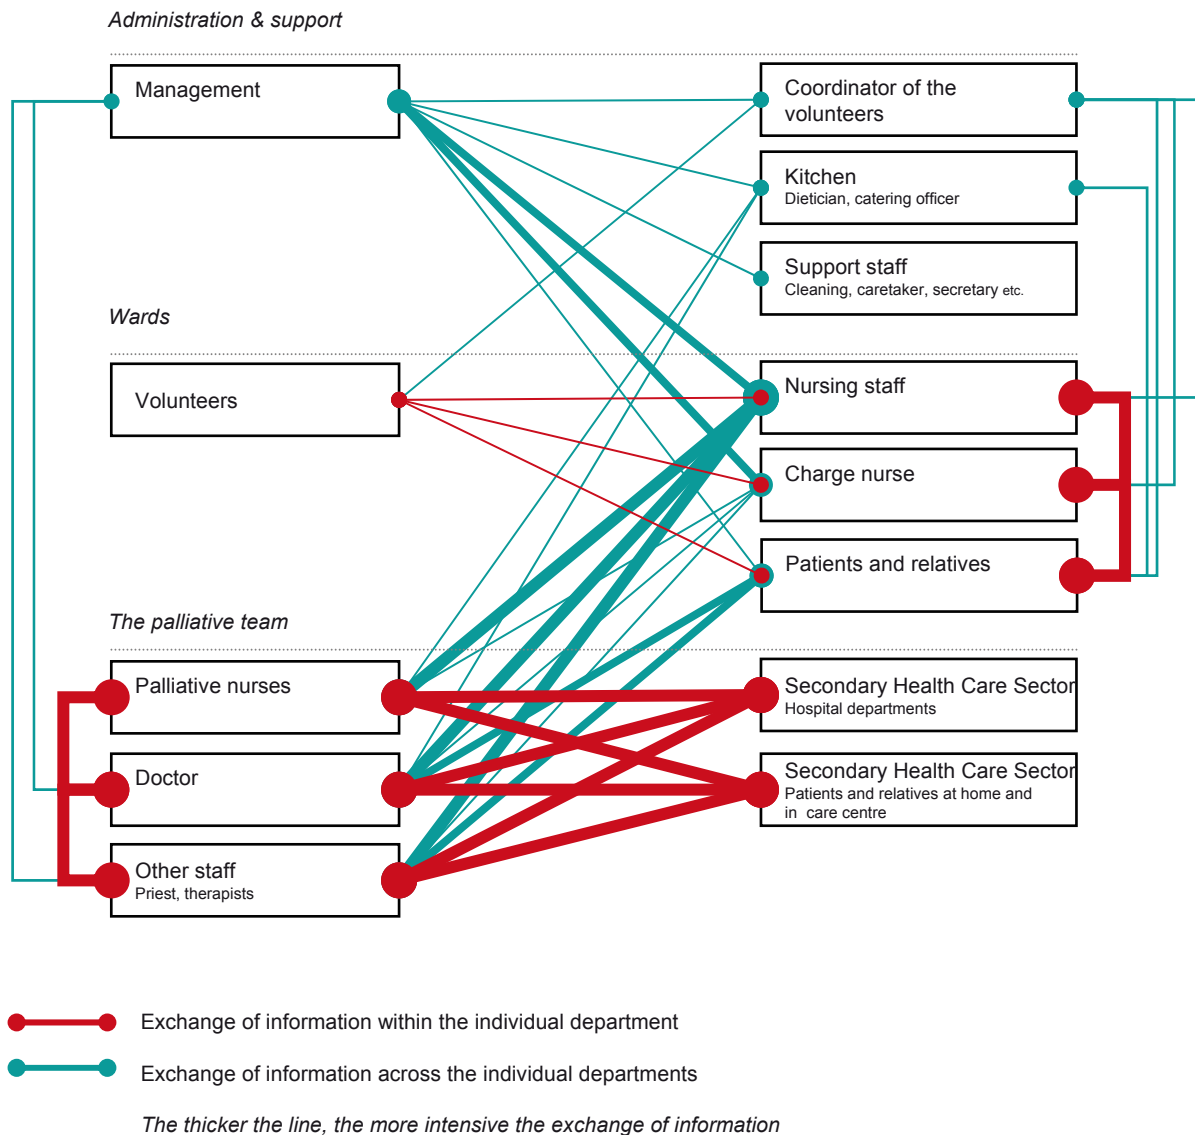 Administration & support
Management
Coordinator of the
volunteers
Kitchen
Dietician, catering officer
Support staff
Cleaning, caretaker, secretary etc.
Wards
Volunteers
Nursing staff
Charge nurse
Patients and relatives
The palliative team
Palliative nurses
Doctor
Other staff
Priest, therapists
Secondary Health Care Sector
Hospital departments
Secondary Health Care Sector
Patients and relatives at home and
in care centre
Exchange of information within the individual department
Exchange of information across the individual departments
The thicker the line, the more intensive the exchange of information